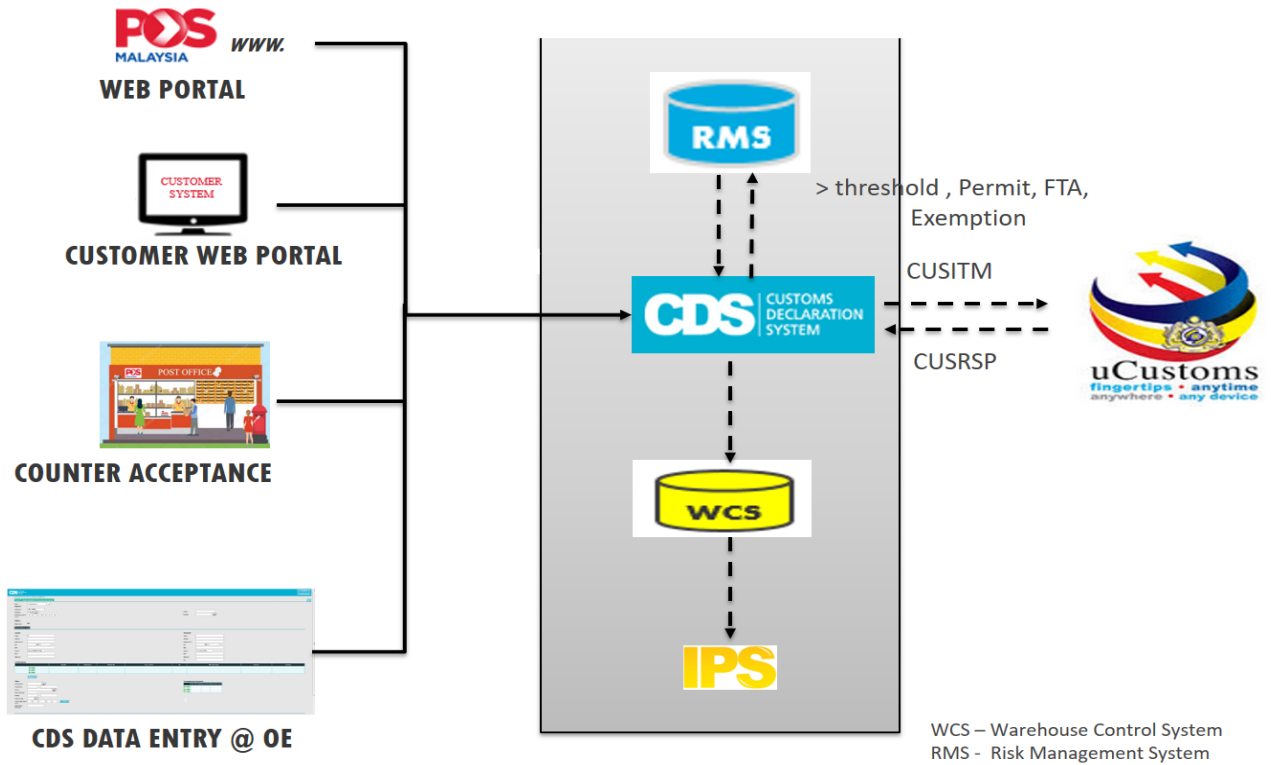 POS
MALAYSIA
www.
WEB PORTAL
CUSTOMER
SYSTEM
CUSTOMER WEB PORTAL
POS POST OFFICE
COUNTER ACCEPTANCE
CDS
CDS DATA ENTRY @ OE
RMS
> threshold , Permit, FTA,
Exemption
CDS
CUSTOMS
DECLARATION
SYSTEM
CUSITM
CUSRSP
uCustoms
fingertips • anytime
anywhere • any device
WCS
IPS
WCS – Warehouse Control System
RMS - Risk Management System